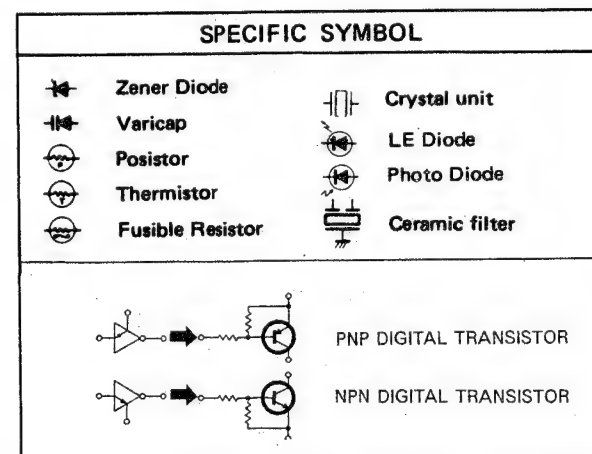 SPECIFIC SYMBOL
Zener Diode
Varicap
Posistor
Thermistor
Fusible Resistor
Crystal unit
LE Diode
Photo Diode
Ceramic filter
PNP DIGITAL TRANSISTOR
NPN DIGITAL TRANSISTOR